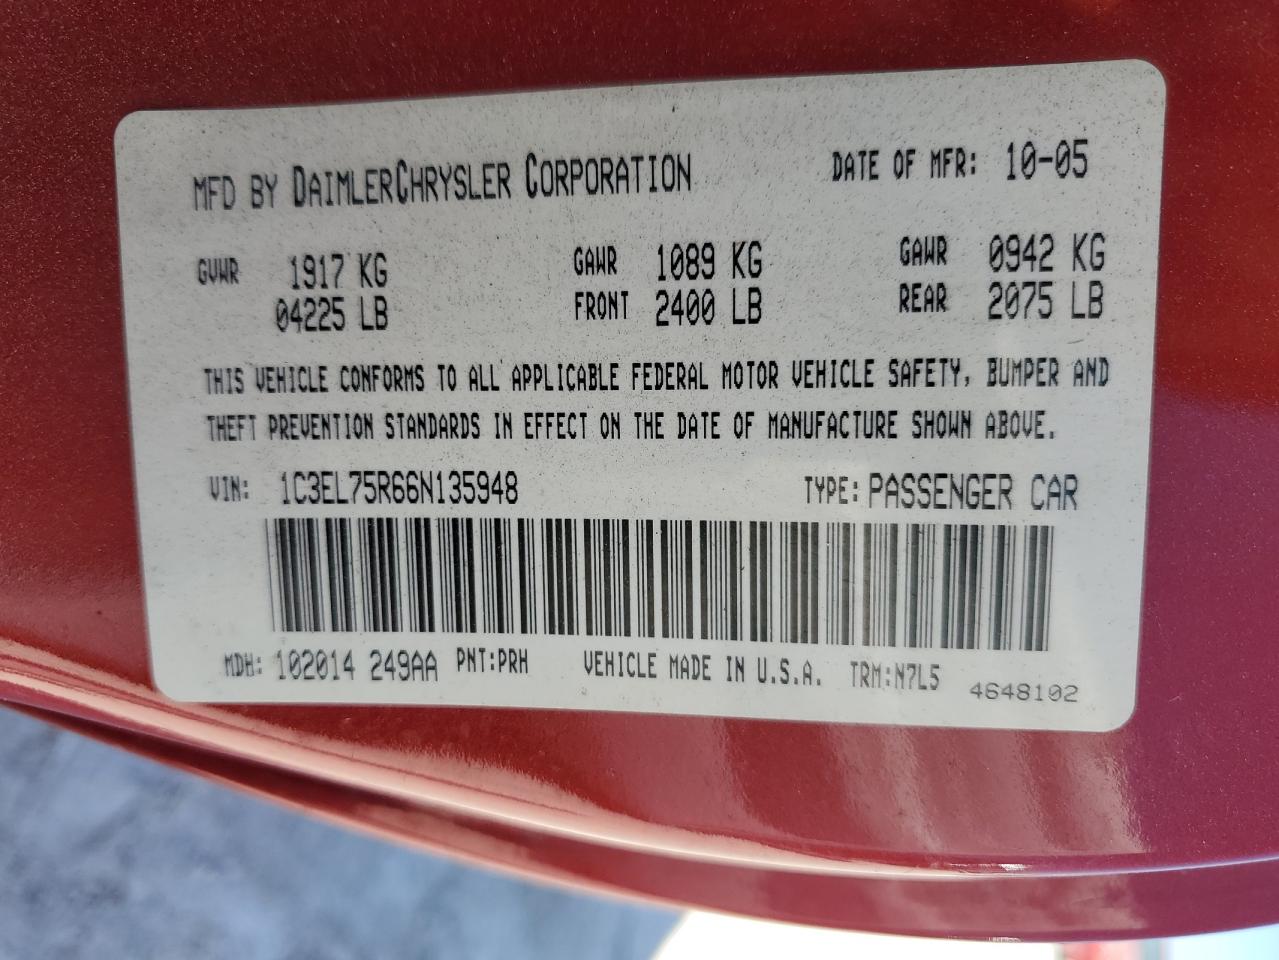 MFD BY DAIMLERCHRYSLER CORPORATION DATE OF MFR: 10-05
GVWR 1917 KG GAWR 1089 KG GAWR 0942 KG
04225 LB FRONT 2400 LB REAR 2075 LB
THIS VEHICLE CONFORMS TO ALL APPLICABLE FEDERAL MOTOR VEHICLE SAFETY, BUMPER AND
THEFT PREVENTION STANDARDS IN EFFECT ON THE DATE OF MANUFACTURE SHOWN ABOVE.
VIN: 1C3EL75R66N135948 TYPE: PASSENGER CAR
MDH: 102014 249AA PNT:PRH VEHICLE MADE IN U.S.A. TRM:N7L5 4648102